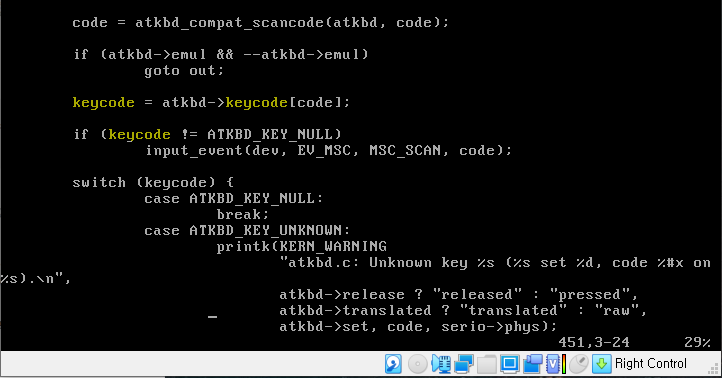 code = atkbd_compat_scancode(atkbd, code);
if (atkbd->emul && --atkbd->emul)
goto out;
keycode = atkbd->keycode[code];
if (keycode != ATKBD_KEY_NULL)
input_event(dev, EV_MSC, MSC_SCAN, code);
switch (keycode) {
case ATKBD_KEY_NULL:
break;
case ATKBD_KEY_UNKNOWN:
printk(KERN_WARNING
"atkbd.c: Unknown key %s (%s set %d, code %#x on
%s).\n",
atkbd->release ? "released" : "pressed",
atkbd->translated ? "translated" : "raw",
atkbd->set, code, serio->phys);
451,3-24 29%
Right Control